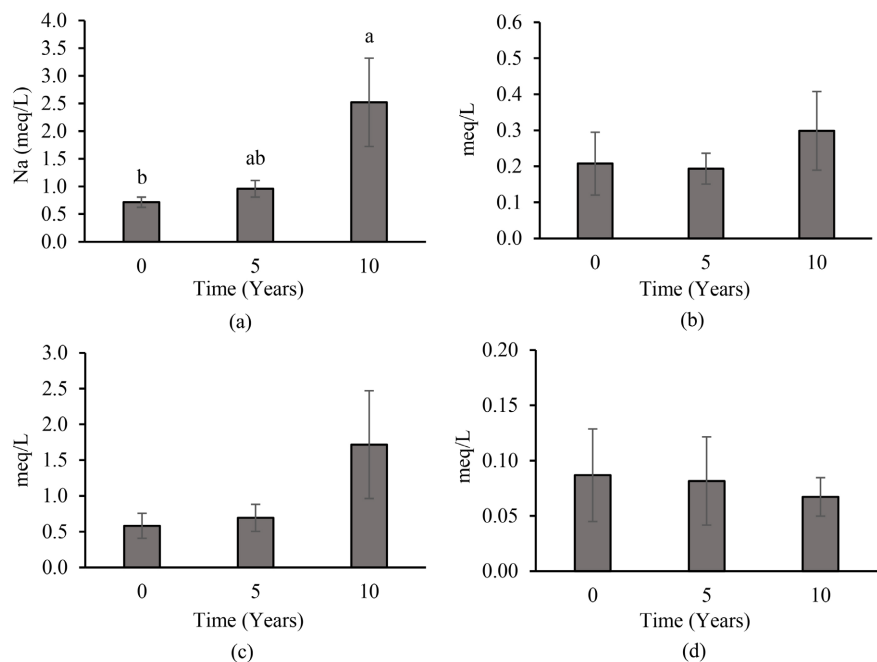 4.0
3.5
3.0
2.5
2.0
1.5
1.0
0.5
0.0
Na (meq/L)
b
ab
a
0 5 10
Time (Years)
(a)
0.6
0.5
0.4
0.3
0.2
0.1
0.0
meq/L
0 5 10
Time (Years)
(b)
3.0
2.5
2.0
1.5
1.0
0.5
0.0
meq/L
0 5 10
Time (Years)
(c)
0.20
0.15
0.10
0.05
0.00
meq/L
0 5 10
Time (Years)
(d)